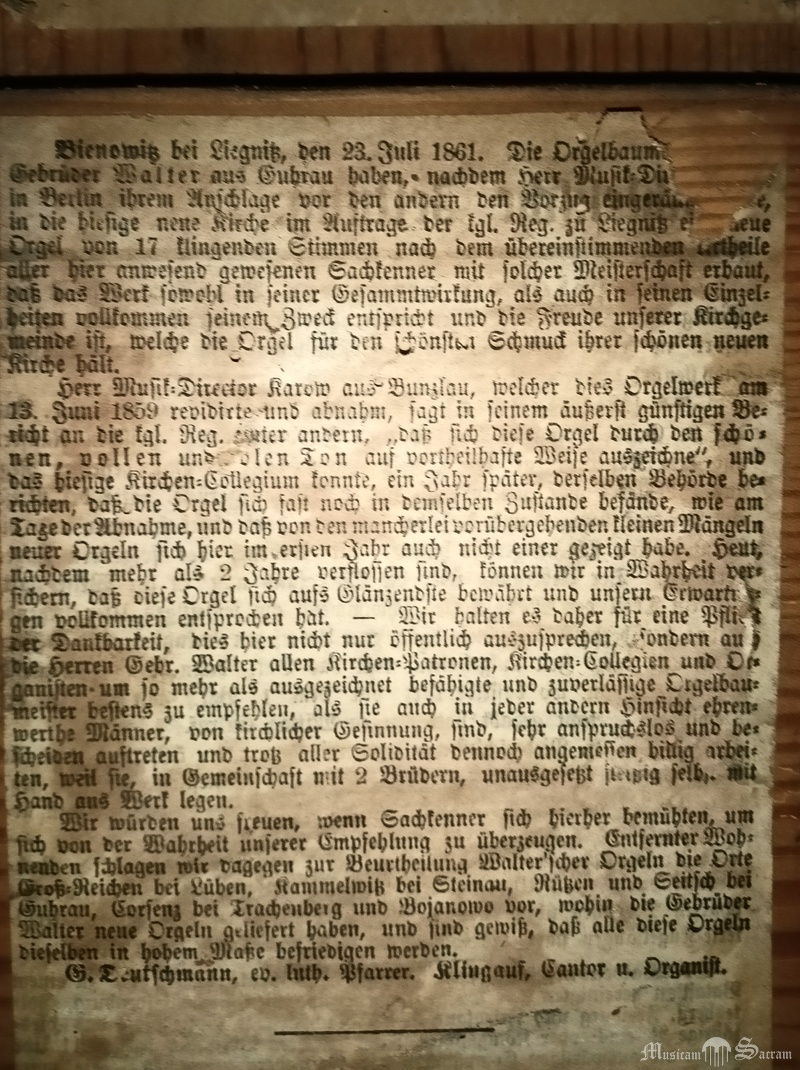 Bienowitz bei Liegnitz, den 23. Juli 1861. Die Orgelbaum
Gebrüder Walter aus Guhrau haben, nachdem Herr Musik-Di
in Berlin ihrem Anschlage vor den andern den Vorzug
in die hiesige neue Kirche im Auftrage der kgl. Reg. zu Liegnitz
Orgel von 17 klingenden Stimmen nach dem übereinstimmenden Urtheile
aller hier anwesend gewesenen Sachkenner mit solcher Meisterschaft erbaut,
daß das Werk sowohl in seiner Gesammtwirkung, als auch in seinen Einzel-
heiten vollkommen seinem Zweck entspricht und die Freude unserer Kirchge-
meinde ist, welche die Orgel für den schönsten Schmuck ihrer schönen neuen
Kirche hält.
Herr Musik-Director Karow aus Bunzlau, welcher dies Orgelwerk am
13. Juni 1859 revidirte und abnahm, sagt in seinem äußerst günstigen Be-
richt an die kgl. Reg. unter andern, „daß sich diese Orgel durch den schö-
nen, vollen und Ton auf vortheilhafte Weise auszeichne", und
das hiesige Kirchen-Collegium konnte, ein Jahr später, derselben Behörde be-
richten, daß die Orgel sich fast noch in demselben Zustande befände, wie am
Tage der Abnahme, und daß von den mancherlei vorübergehenden kleinen Mängeln
neuer Orgeln sich hier im ersten Jahr auch nicht einer gezeigt habe. Heut,
nachdem mehr als 2 Jahre verflossen sind, können wir in Wahrheit ver-
sichern, daß diese Orgel sich aufs Glänzendste bewährt und unsern Erwartun-
gen vollkommen entsprochen hat. — Wir halten es daher für eine Pflicht
der Dankbarkeit, dies hier nicht nur öffentlich auszusprechen, sondern auch
die Herren Gebr. Walter allen Kirchen-Patronen, Kirchen-Collegien und Or-
ganisten um so mehr als ausgezeichnet befähigte und zuverlässige Orgelbau-
meister bestens zu empfehlen, als sie auch in jeder andern Hinsicht ehren-
werthe Männer, von kirchlicher Gesinnung, sind, sehr anspruchslos und be-
scheiden auftreten und trotz aller Solidität dennoch angemessen billig arbei-
ten, weil sie, in Gemeinschaft mit 2 Brüdern, unausgesetzt fleißig selbst mit
Hand ans Werk legen.
Wir würden uns freuen, wenn Sachkenner sich hierher bemühten, um
sich von der Wahrheit unserer Empfehlung zu überzeugen. Entfernter Woh-
nenden schlagen wir dagegen zur Beurtheilung Walter'scher Orgeln die Orte
Groß-Reichen bei Lüben, Kammelwitz bei Steinau, Rützen und Seitsch bei
Guhrau, Corsenz bei Trachenberg und Bojanowo vor, wohin die Gebrüder
Walter neue Orgeln geliefert haben, und sind gewiß, daß alle diese Orgeln
dieselben in hohem Maße befriedigen werden.
G. Teutschmann, ev. luth. Pfarrer. Klingauf, Cantor u. Organist.
Musicam Sacram